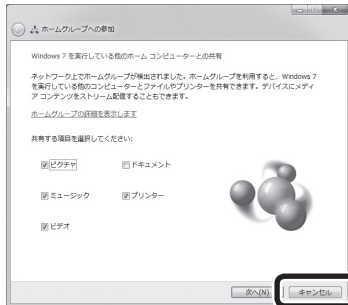 ホームグループへの参加
Windows 7 を実行している他のホーム コンピューターとの共有
ネットワーク上でホームグループが検出されました。ホームグループを利用すると、Windows 7
を実行している他のコンピューターとファイルやプリンターを共有できます。デバイスにメディ
ア コンテンツをストリーム配信することもできます。
ホームグループの詳細を表示します
共有する項目を選択してください:
ピクチャ ドキュメント
ミュージック プリンター
ビデオ
次へ(N) キャンセル